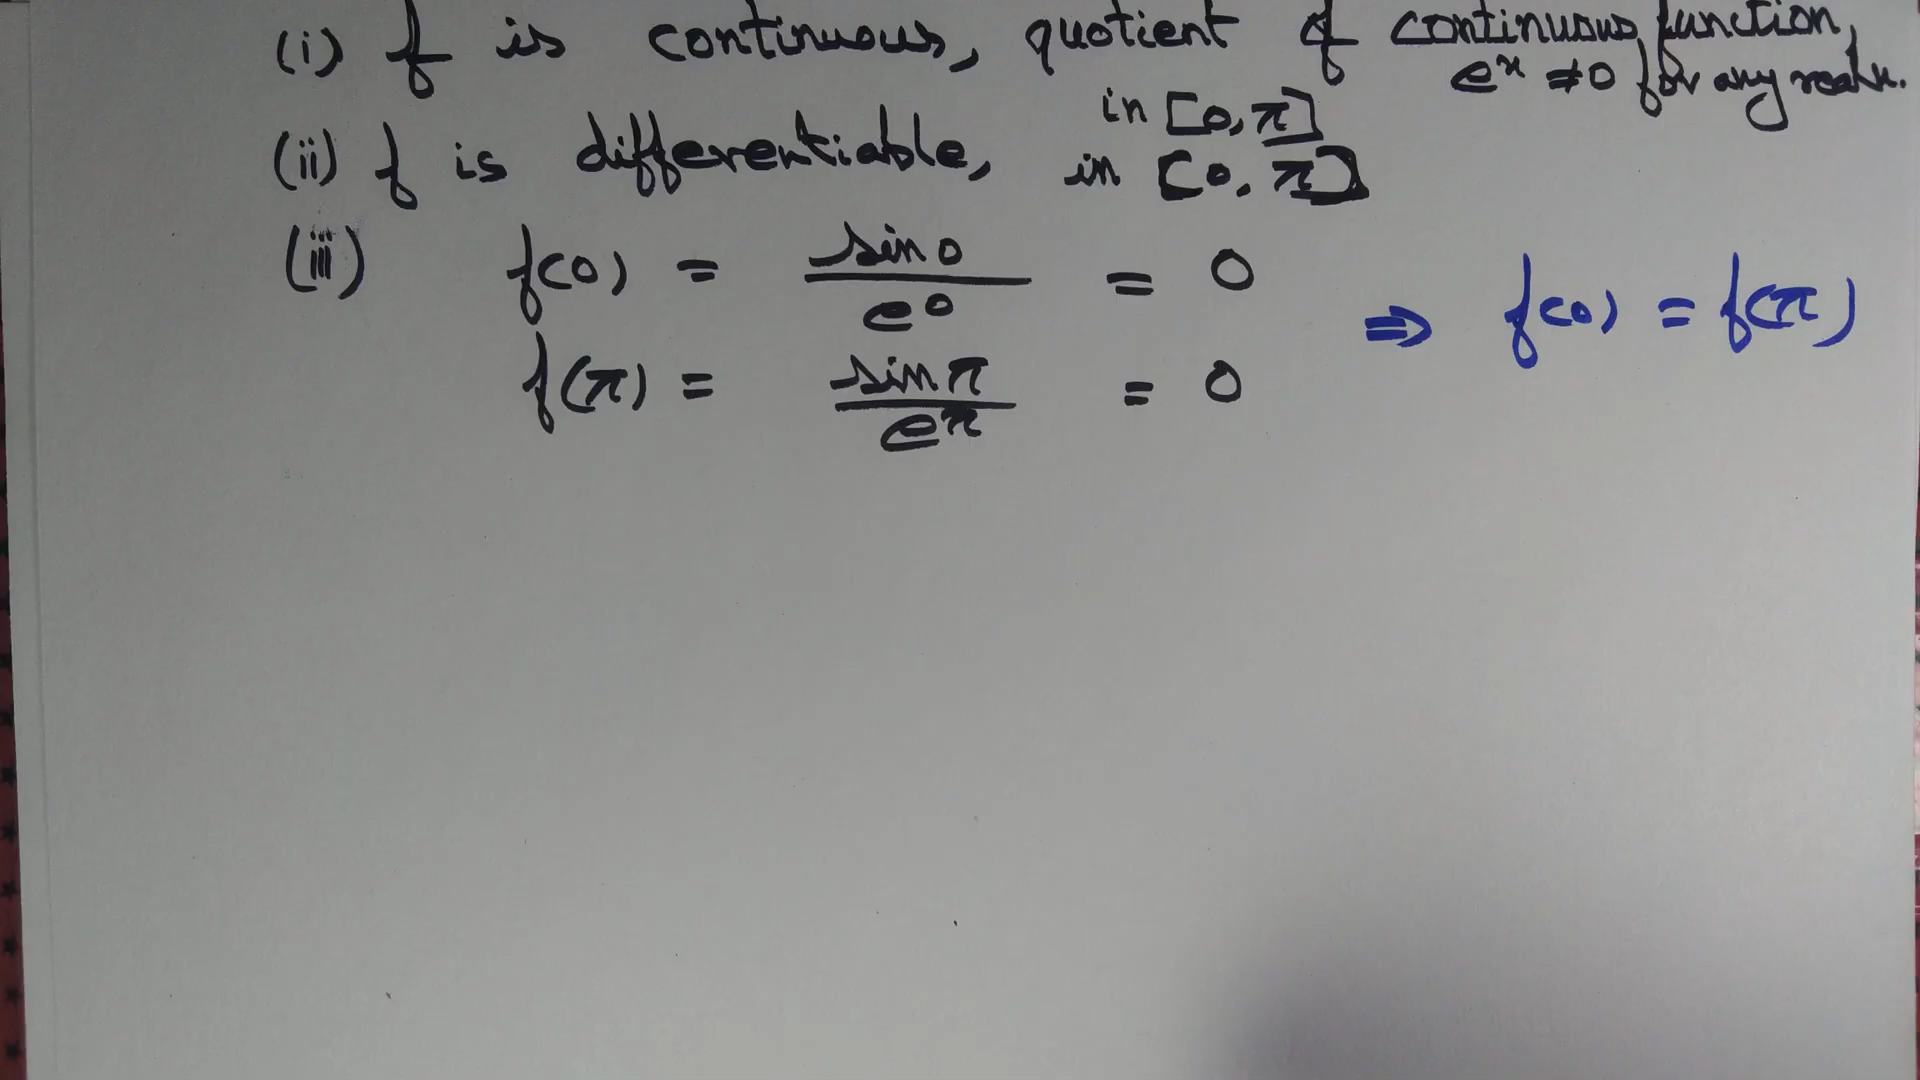 (i) f is continuous, quotient of continuous function,
e^x ≠ 0 for any real x.
in [0, π]
(ii) f is differentiable, in [0, π]
(iii) f(0) = sin 0 / e^0 = 0
⇒ f(0) = f(π)
f(π) = sin π / e^π = 0